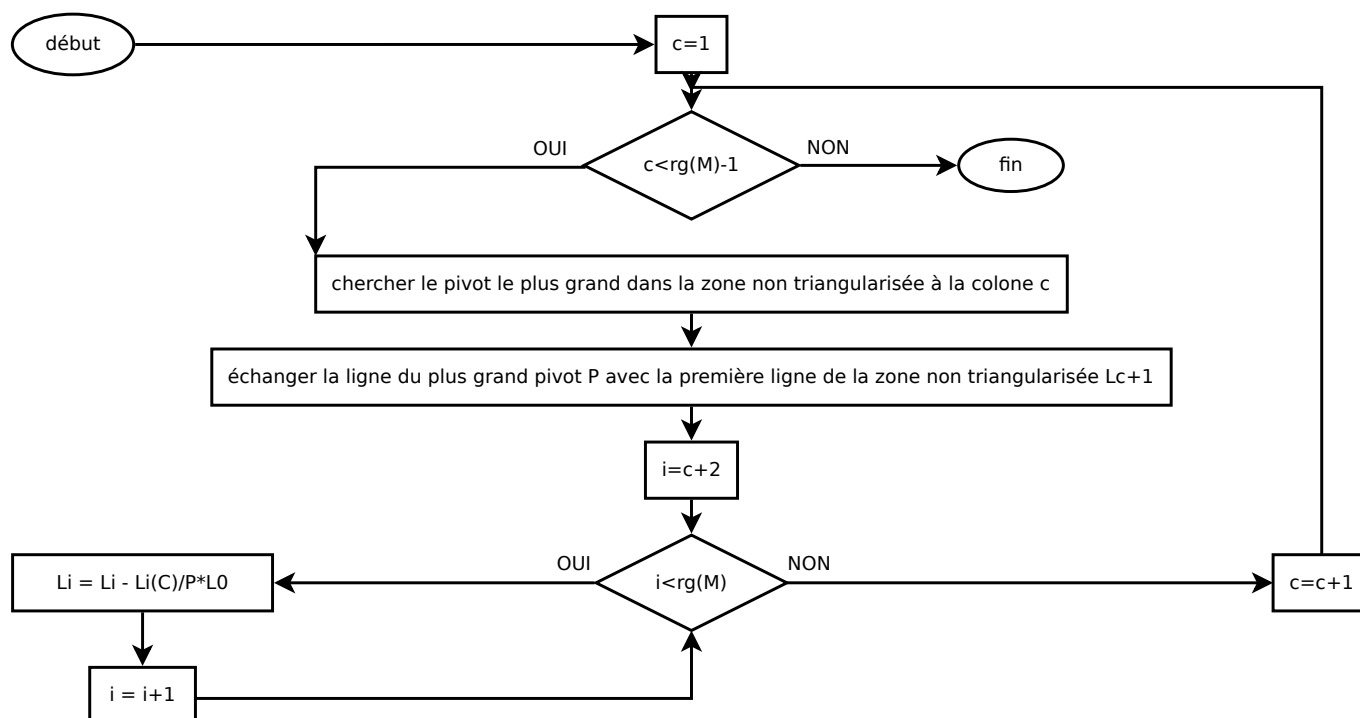 début
c=1
OUI
c<rg(M)-1
NON
fin
chercher le pivot le plus grand dans la zone non triangularisée à la colone c
échanger la ligne du plus grand pivot P avec la première ligne de la zone non triangularisée Lc+1
i=c+2
OUI
i<rg(M)
NON
Li = Li - Li(C)/P*L0
c=c+1
i = i+1